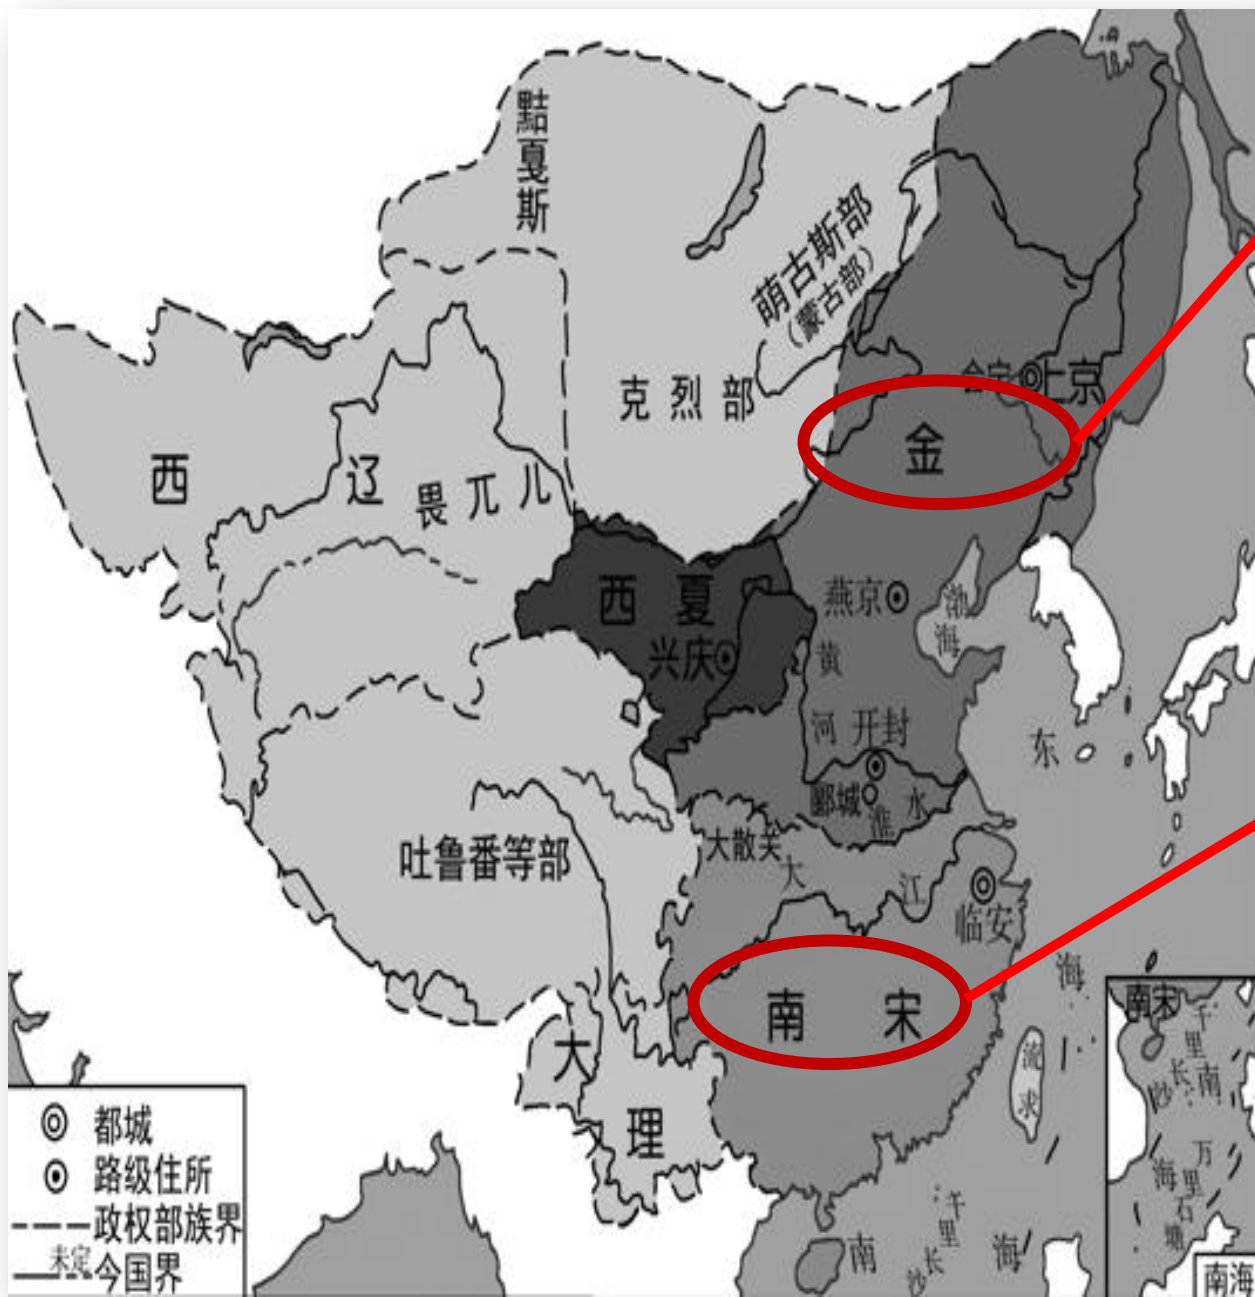 黠戛斯
萌古斯部
（蒙古部）
克烈部
会宁
上京
金
西辽
畏兀儿
西夏
兴庆
燕京
渤海
黄河
开封
郾城
淮水
大散关
大江
临安
东海
吐鲁番等部
南宋
大理
流求
南海
千里长沙
南宋
千里长沙
南海
万里石塘
南海
都城
路级住所
政权部族界
未定
今国界